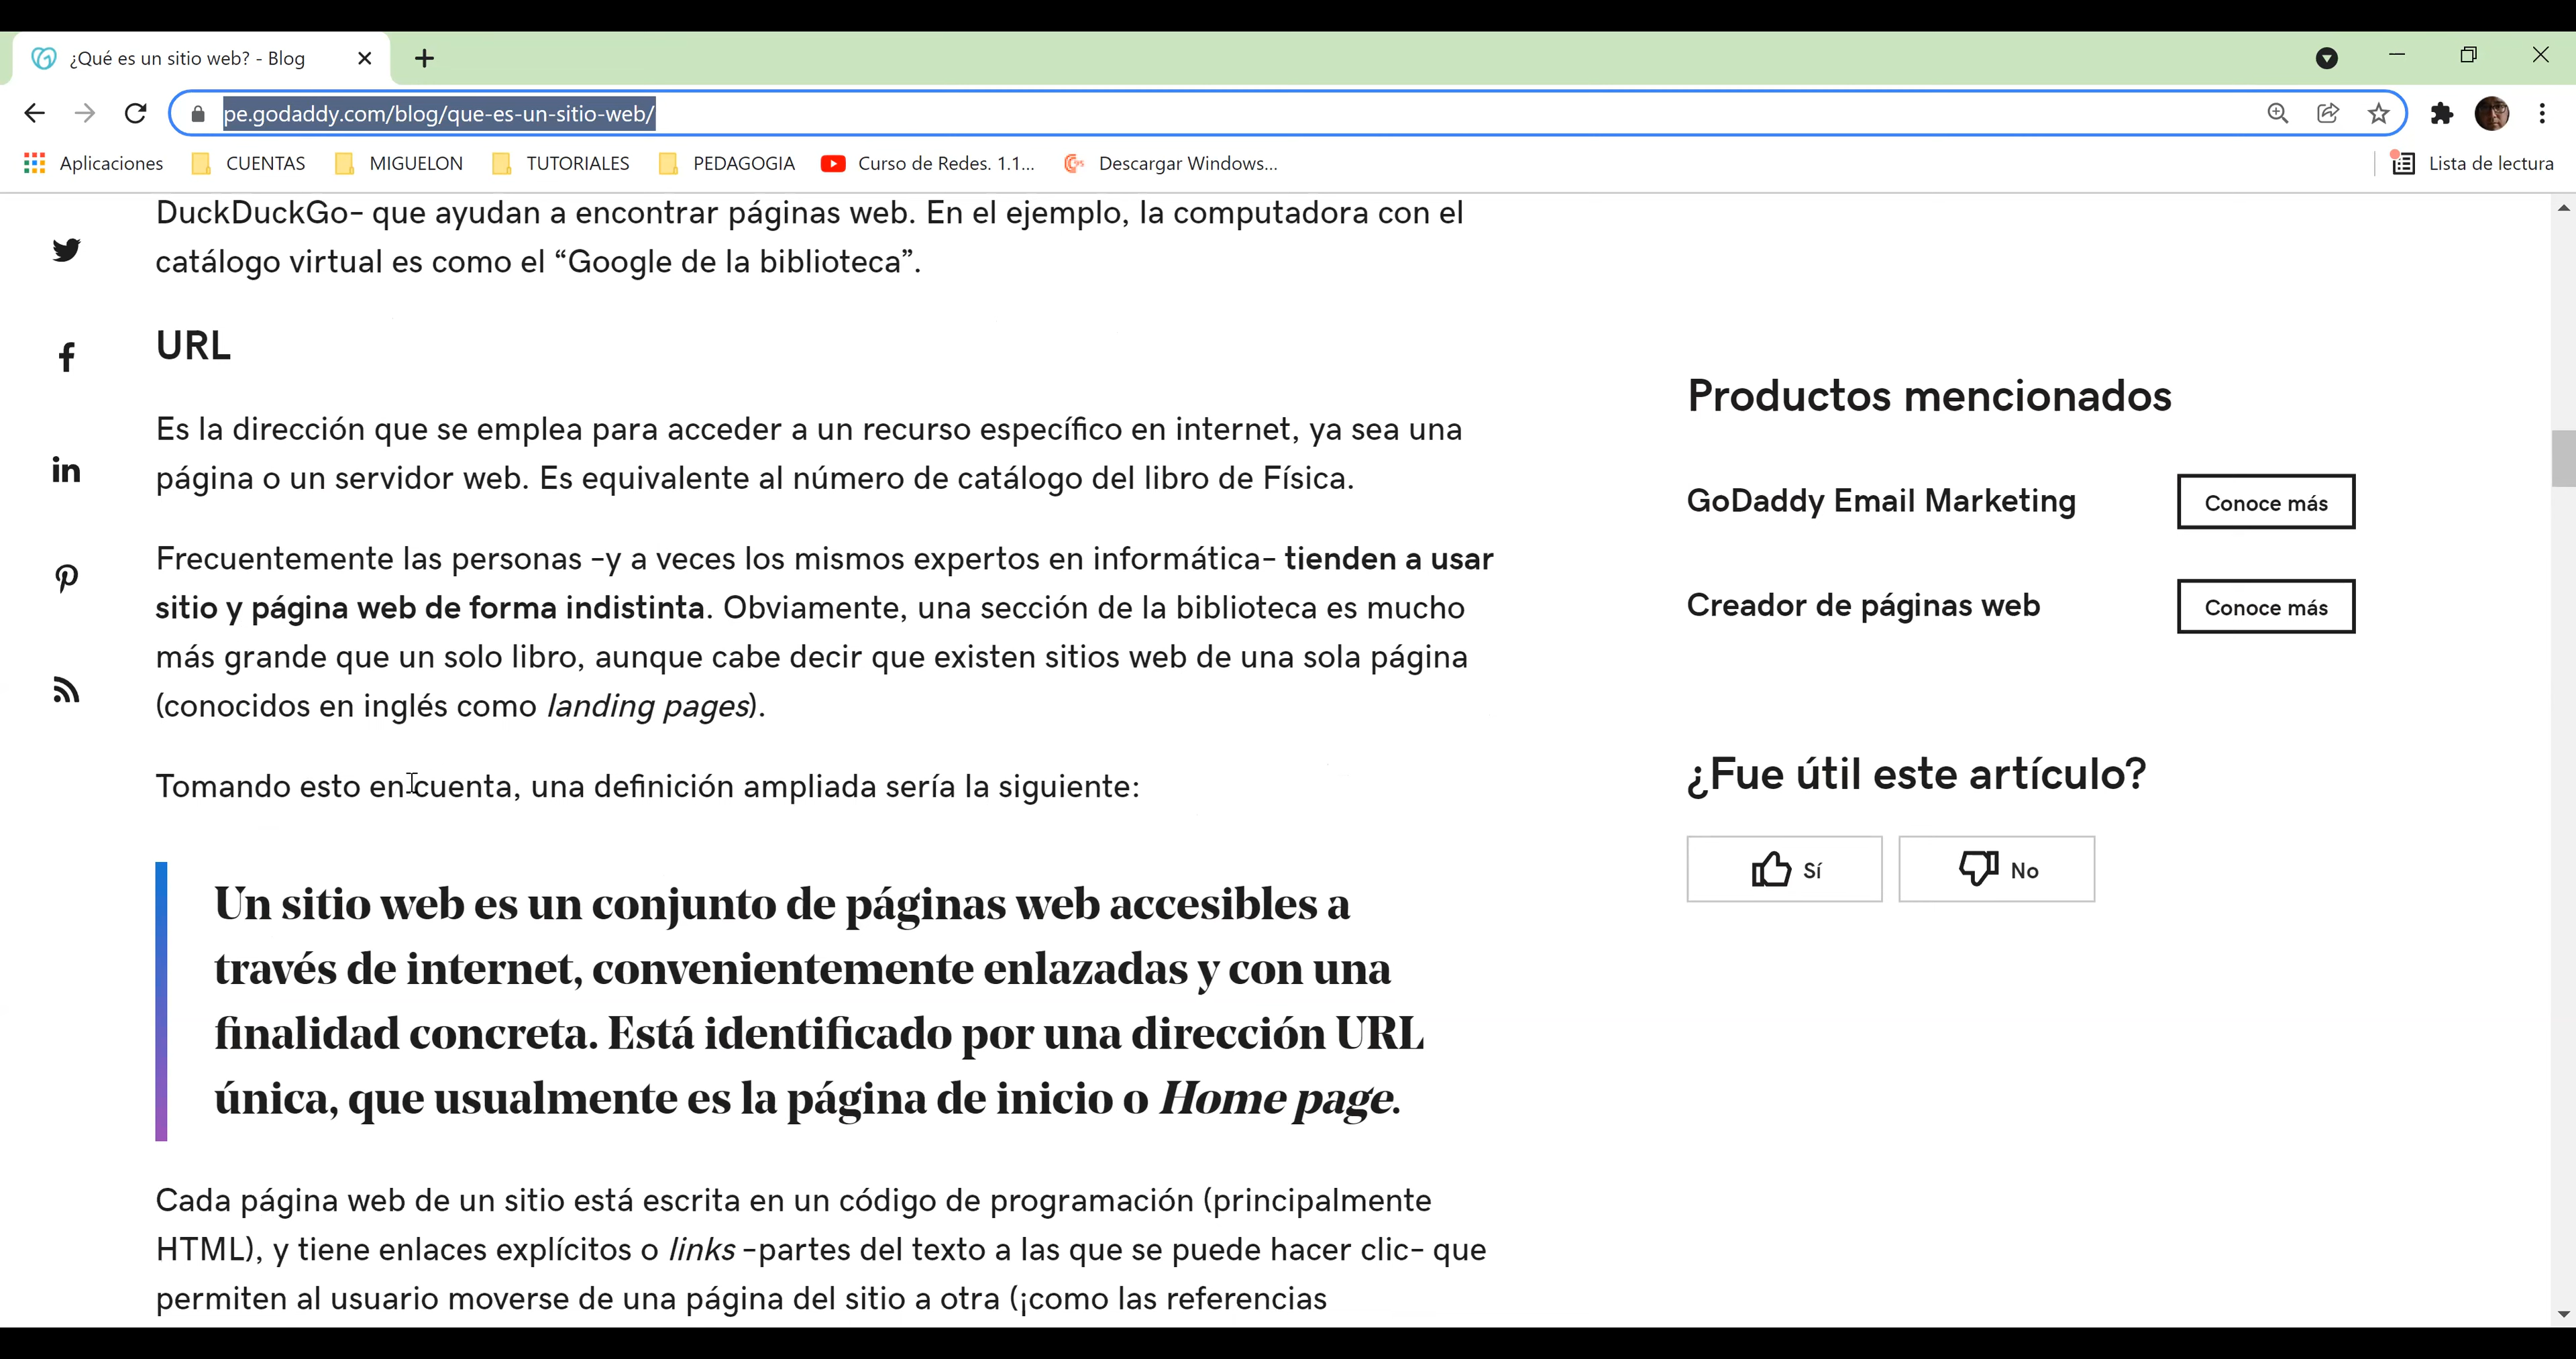 ¿Qué es un sitio web? - Blog
pe.godaddy.com/blog/que-es-un-sitio-web/
Aplicaciones CUENTAS MIGUELON TUTORIALES PEDAGOGIA Curso de Redes. 1.1... Descargar Windows... Lista de lectura
DuckDuckGo– que ayudan a encontrar páginas web. En el ejemplo, la computadora con el
catálogo virtual es como el “Google de la biblioteca”.
URL
Es la dirección que se emplea para acceder a un recurso específico en internet, ya sea una
página o un servidor web. Es equivalente al número de catálogo del libro de Física.
Frecuentemente las personas –y a veces los mismos expertos en informática– tienden a usar
sitio y página web de forma indistinta. Obviamente, una sección de la biblioteca es mucho
más grande que un solo libro, aunque cabe decir que existen sitios web de una sola página
(conocidos en inglés como landing pages).
Tomando esto en cuenta, una definición ampliada sería la siguiente:
Un sitio web es un conjunto de páginas web accesibles a
través de internet, convenientemente enlazadas y con una
finalidad concreta. Está identificado por una dirección URL
única, que usualmente es la página de inicio o Home page.
Cada página web de un sitio está escrita en un código de programación (principalmente
HTML), y tiene enlaces explícitos o links –partes del texto a las que se puede hacer clic– que
permiten al usuario moverse de una página del sitio a otra (¡como las referencias
Productos mencionados
GoDaddy Email Marketing Conoce más
Creador de páginas web Conoce más
¿Fue útil este artículo?
Sí No